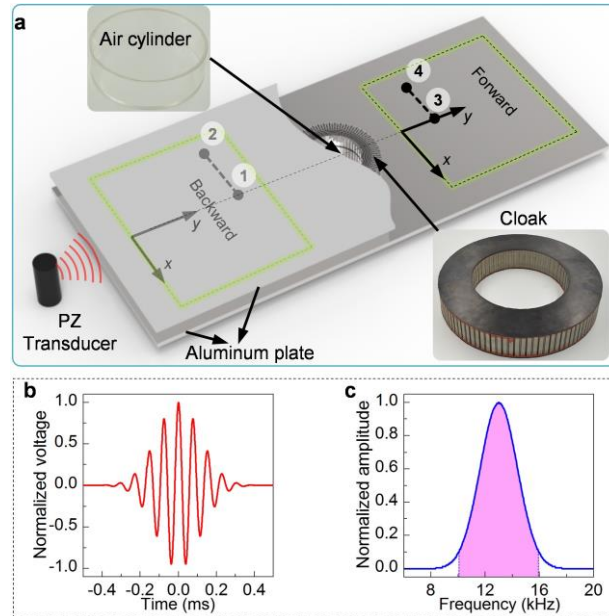 a
Air cylinder
4
3
Forward
y
x
2
1
Backward
y
x
Cloak
PZ
Transducer
Aluminum plate
b
Normalized voltage
1.0
0.5
0.0
-0.5
-1.0
-0.4 -0.2 0.0 0.2 0.4
Time (ms)
c
Normalized amplitude
1.0
0.8
0.6
0.4
0.2
0.0
8 12 16 20
Frequency (kHz)